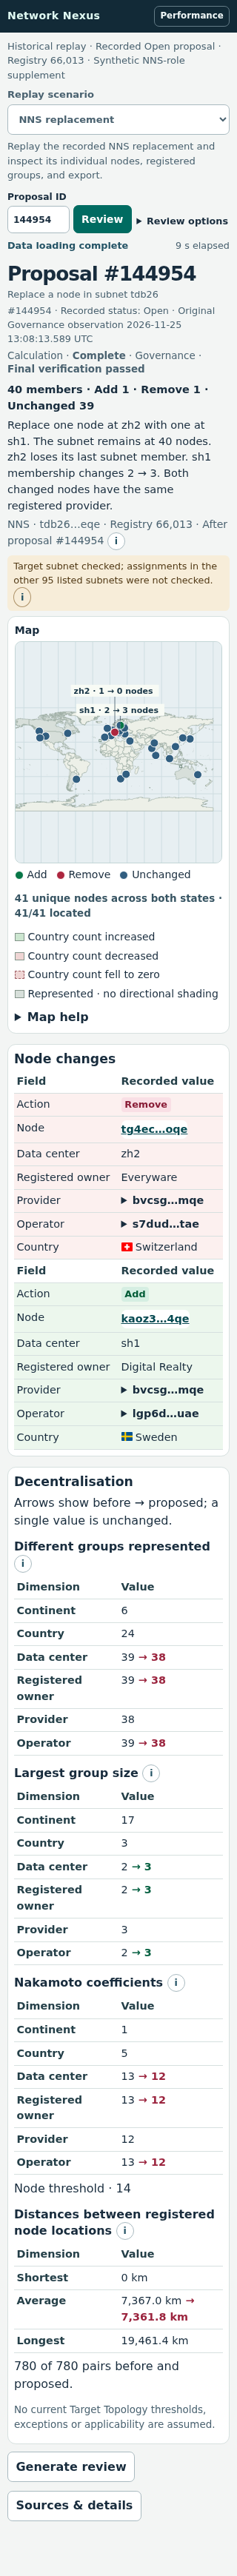 Network Nexus
Performance
Historical replay · Recorded Open proposal ·
Registry 66,013 · Synthetic NNS-role
supplement
Replay scenario
NNS replacement
Replay the recorded NNS replacement and
inspect its individual nodes, registered
groups, and export.
Proposal ID
144954
Review
▶ Review options
Data loading complete
9 s elapsed
Proposal #144954
Replace a node in subnet tdb26
#144954 · Recorded status: Open · Original
Governance observation 2026-11-25
13:08:13.589 UTC
Calculation · Complete · Governance ·
Final verification passed
40 members · Add 1 · Remove 1 ·
Unchanged 39
Replace one node at zh2 with one at
sh1. The subnet remains at 40 nodes.
zh2 loses its last subnet member. sh1
membership changes 2 → 3. Both
changed nodes have the same
registered provider.
NNS · tdb26…eqe · Registry 66,013 · After
proposal #144954 i
Target subnet checked; assignments in the
other 95 listed subnets were not checked.
i
Map
zh2 · 1 → 0 nodes
sh1 · 2 → 3 nodes
Add Remove Unchanged
41 unique nodes across both states ·
41/41 located
Country count increased
Country count decreased
Country count fell to zero
Represented · no directional shading
▶ Map help
Node changes
Field Recorded value
Action Remove
Node tg4ec…oqe
Data center zh2
Registered owner Everyware
Provider ▶ bvcsg…mqe
Operator ▶ s7dud…tae
Country Switzerland
Field Recorded value
Action Add
Node kaoz3…4qe
Data center sh1
Registered owner Digital Realty
Provider ▶ bvcsg…mqe
Operator ▶ lgp6d…uae
Country Sweden
Decentralisation
Arrows show before → proposed; a
single value is unchanged.
Different groups represented
i
Dimension Value
Continent 6
Country 24
Data center 39 → 38
Registered
owner 39 → 38
Provider 38
Operator 39 → 38
Largest group size i
Dimension Value
Continent 17
Country 3
Data center 2 → 3
Registered
owner 2 → 3
Provider 3
Operator 2 → 3
Nakamoto coefficients i
Dimension Value
Continent 1
Country 5
Data center 13 → 12
Registered
owner 13 → 12
Provider 12
Operator 13 → 12
Node threshold · 14
Distances between registered
node locations i
Dimension Value
Shortest 0 km
Average 7,367.0 km →
7,361.8 km
Longest 19,461.4 km
780 of 780 pairs before and
proposed.
No current Target Topology thresholds,
exceptions or applicability are assumed.
Generate review
Sources & details